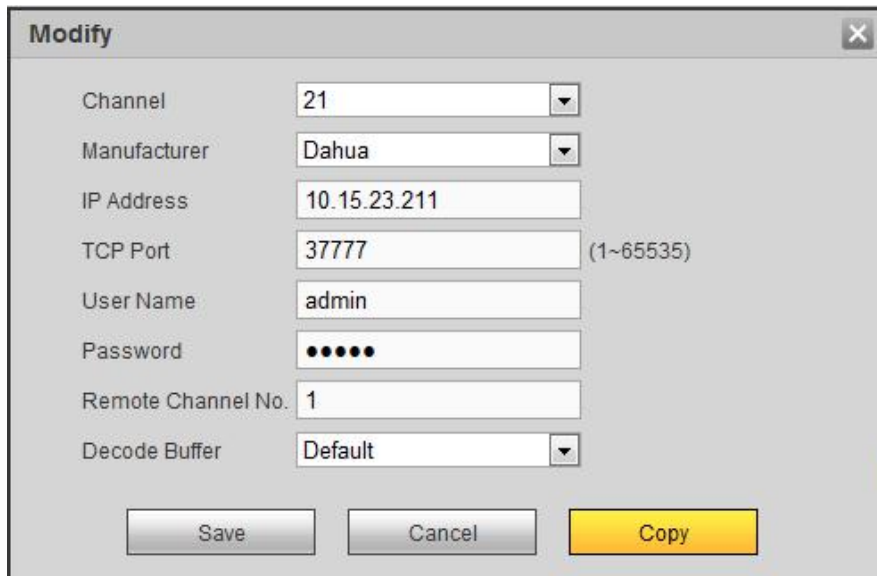 Modify
Channel 21
Manufacturer Dahua
IP Address 10.15.23.211
TCP Port 37777 (1~65535)
User Name admin
Password ●●●●●
Remote Channel No. 1
Decode Buffer Default
Save Cancel Copy